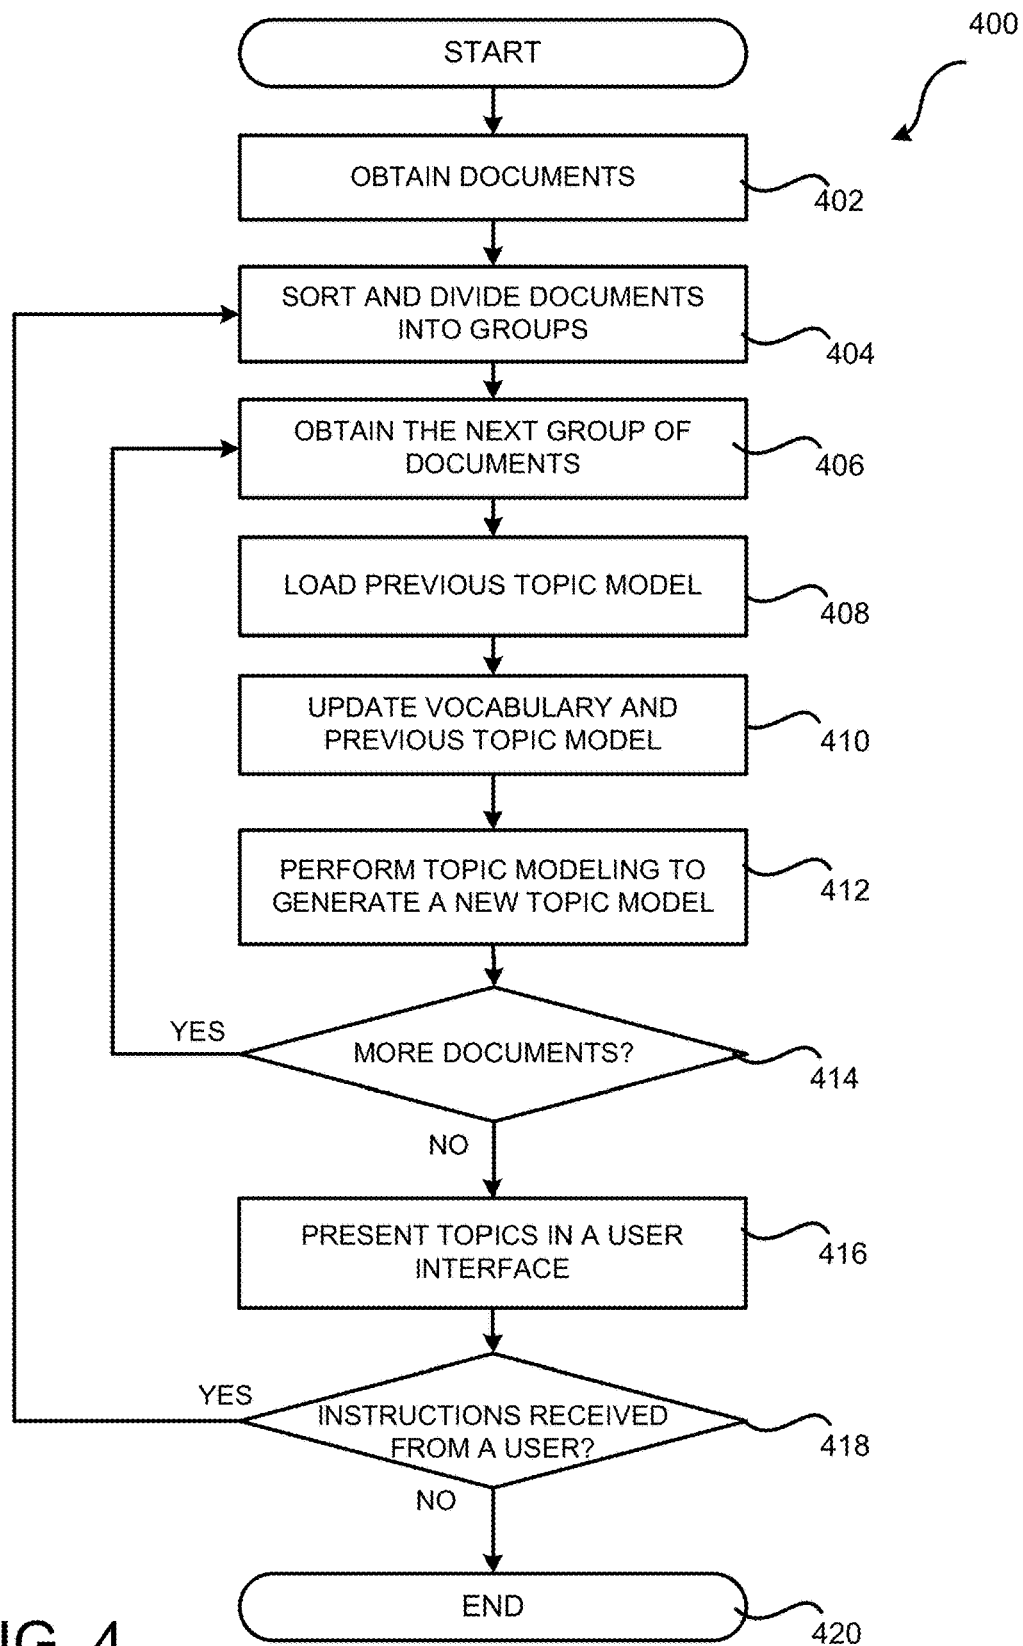 400
START
OBTAIN DOCUMENTS
402
SORT AND DIVIDE DOCUMENTS
INTO GROUPS
404
OBTAIN THE NEXT GROUP OF
DOCUMENTS
406
LOAD PREVIOUS TOPIC MODEL
408
UPDATE VOCABULARY AND
PREVIOUS TOPIC MODEL
410
PERFORM TOPIC MODELING TO
GENERATE A NEW TOPIC MODEL
412
YES
MORE DOCUMENTS?
414
NO
PRESENT TOPICS IN A USER
INTERFACE
416
YES
INSTRUCTIONS RECEIVED
FROM A USER?
418
NO
END
420